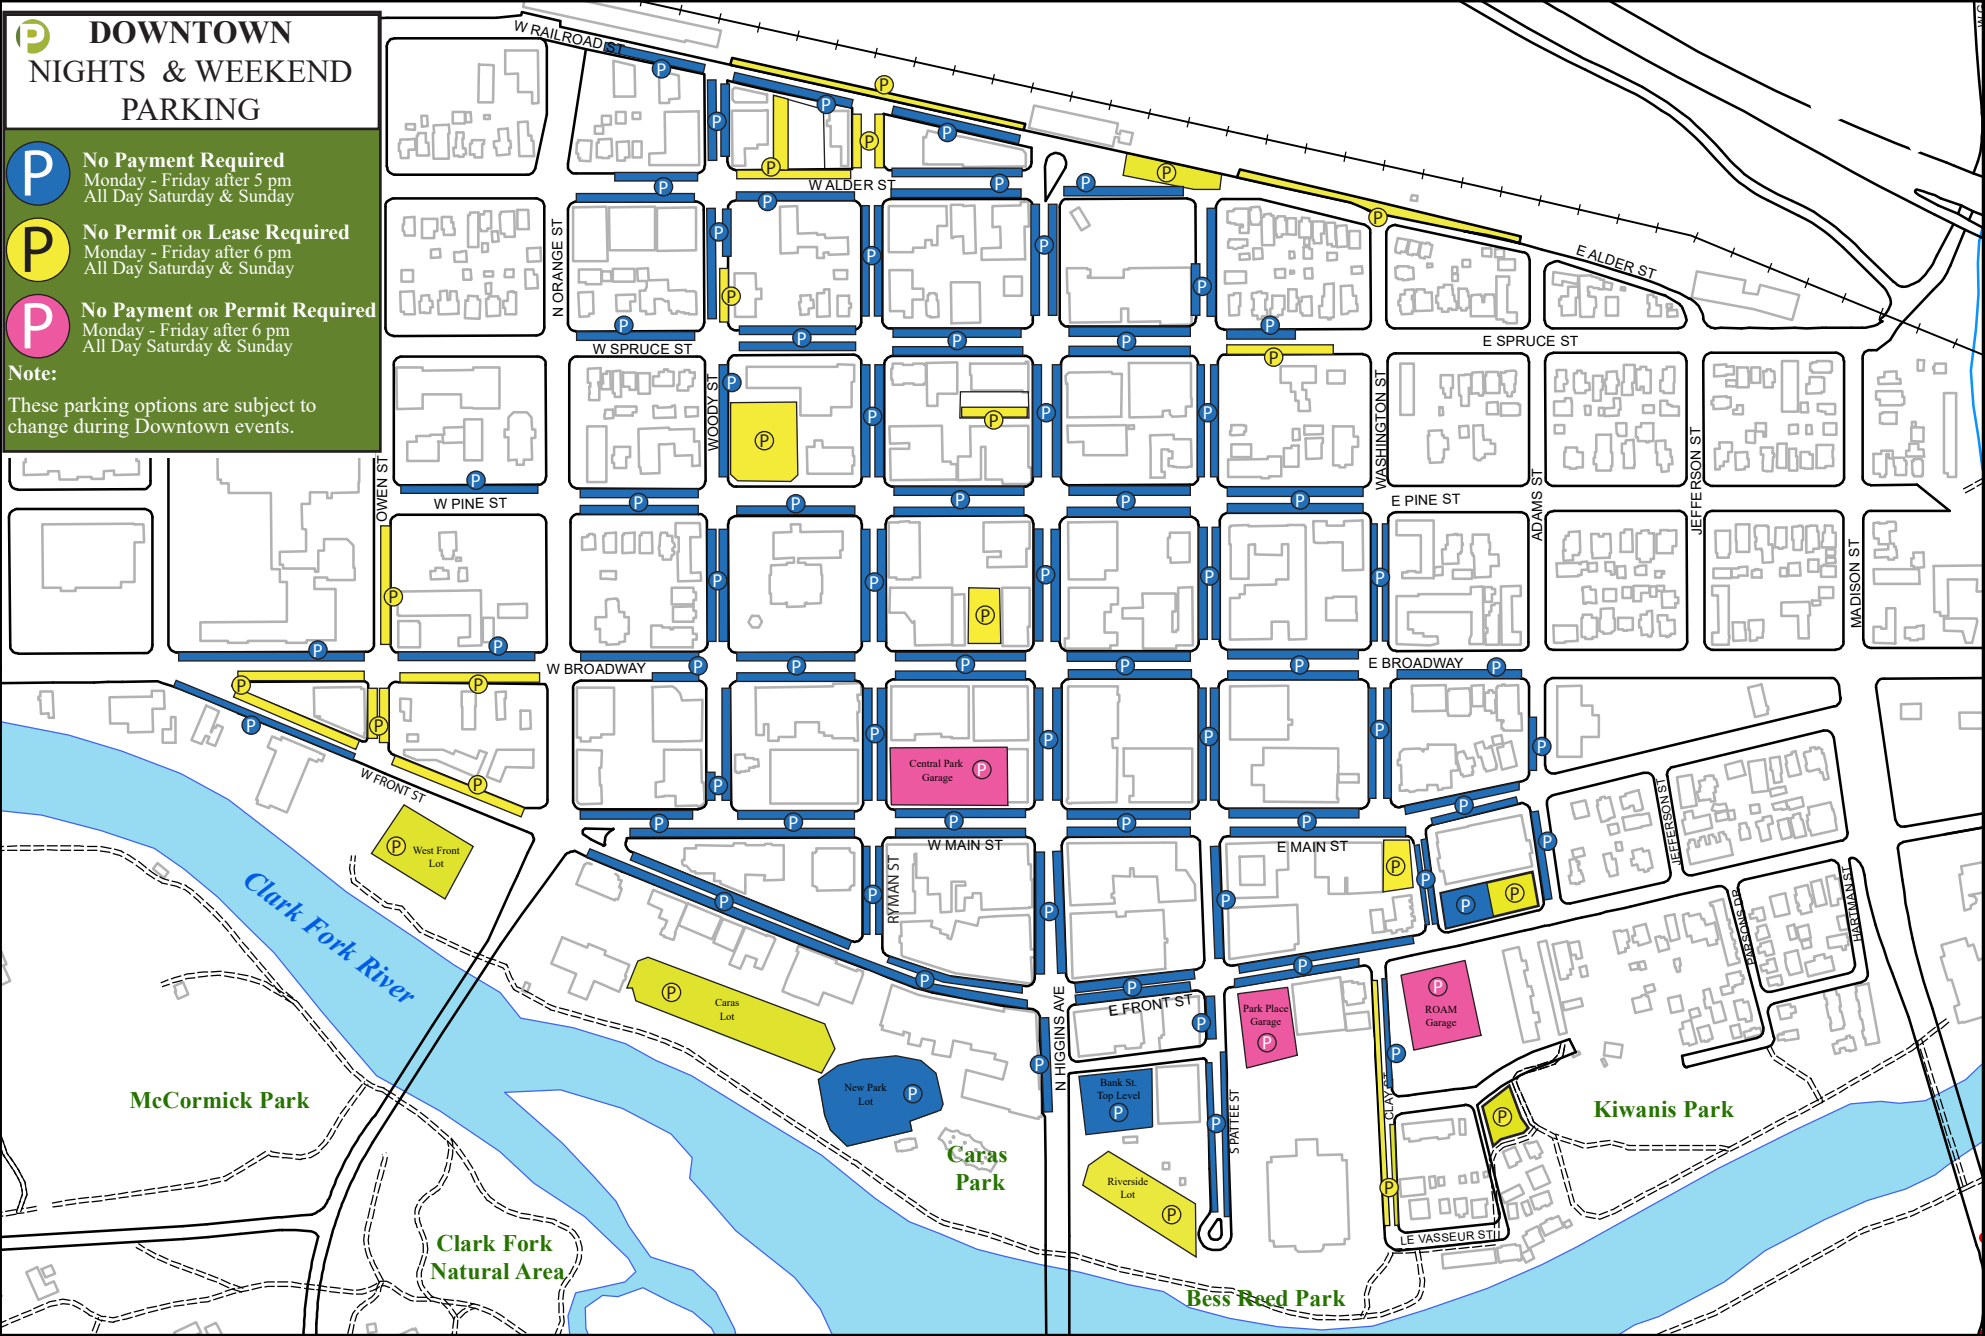 P
DOWNTOWN
NIGHTS & WEEKEND
PARKING
P
No Payment Required
Monday - Friday after 5 pm
All Day Saturday & Sunday
P
No Permit OR Lease Required
Monday - Friday after 6 pm
All Day Saturday & Sunday
P
No Payment OR Permit Required
Monday - Friday after 6 pm
All Day Saturday & Sunday
Note:
These parking options are subject to
change during Downtown events.
W RAILROAD ST
W ALDER ST
E ALDER ST
N ORANGE ST
W SPRUCE ST
E SPRUCE ST
WOODY ST
WASHINGTON ST
OWEN ST
W PINE ST
E PINE ST
ADAMS ST
JEFFERSON ST
MADISON ST
W BROADWAY
E BROADWAY
W FRONT ST
Central Park
Garage
West Front
Lot
W MAIN ST
E MAIN ST
RYMAN ST
JEFFERSON ST
PARSONS DR
HARTMAN ST
Clark Fork River
Caras
Lot
N HIGGINS AVE
E FRONT ST
Park Place
Garage
ROAM
Garage
New Park
Lot
Bank St.
Top Level
S PATTEE ST
CLAY ST
McCormick Park
Kiwanis Park
Caras
Park
Riverside
Lot
Clark Fork
Natural Area
LE VASSEUR ST
Bess Reed Park